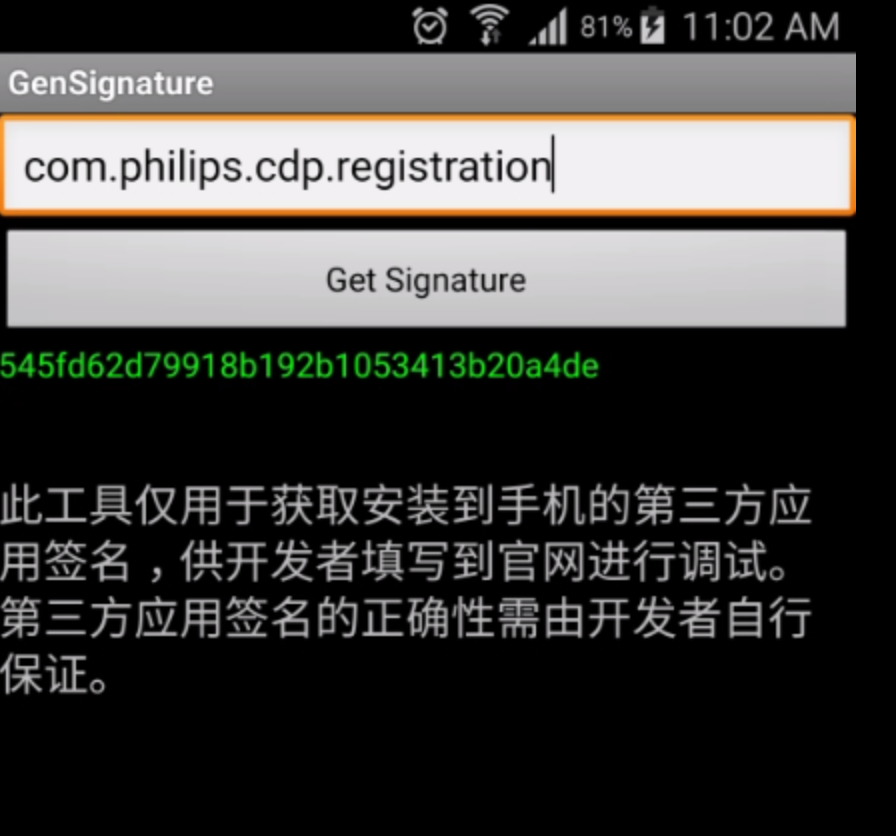 81% 11:02 AM
GenSignature
com.philips.cdp.registration
Get Signature
545fd62d79918b192b1053413b20a4de
此工具仅用于获取安装到手机的第三方应
用签名，供开发者填写到官网进行调试。
第三方应用签名的正确性需由开发者自行
保证。